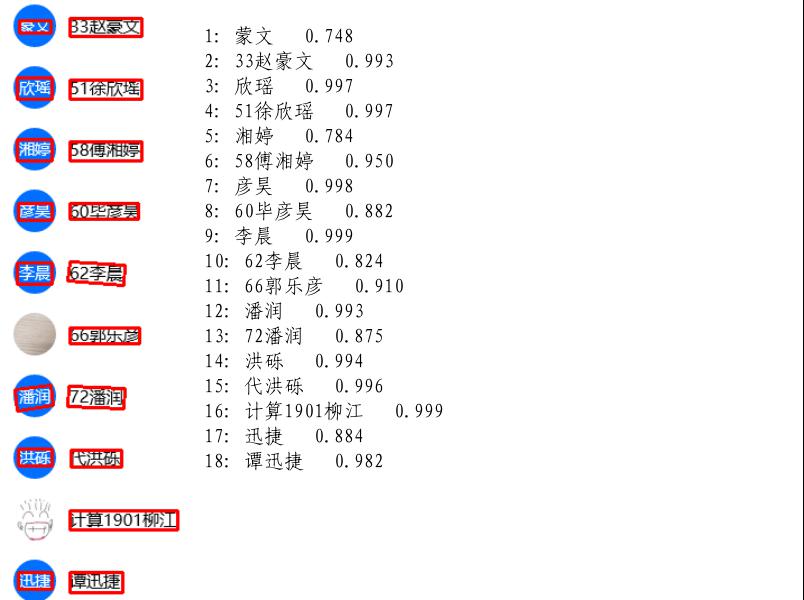 豪文 33赵豪文
欣瑶 51徐欣瑶
湘婷 58傅湘婷
彦昊 60毕彦昊
李晨 62李晨
66郭乐彦
潘润 72潘润
洪砾 代洪砾
计算1901柳江
迅捷 谭迅捷
1: 蒙文 0.748
2: 33赵豪文 0.993
3: 欣瑶 0.997
4: 51徐欣瑶 0.997
5: 湘婷 0.784
6: 58傅湘婷 0.950
7: 彦昊 0.998
8: 60毕彦昊 0.882
9: 李晨 0.999
10: 62李晨 0.824
11: 66郭乐彦 0.910
12: 潘润 0.993
13: 72潘润 0.875
14: 洪砾 0.994
15: 代洪砾 0.996
16: 计算1901柳江 0.999
17: 迅捷 0.884
18: 谭迅捷 0.982